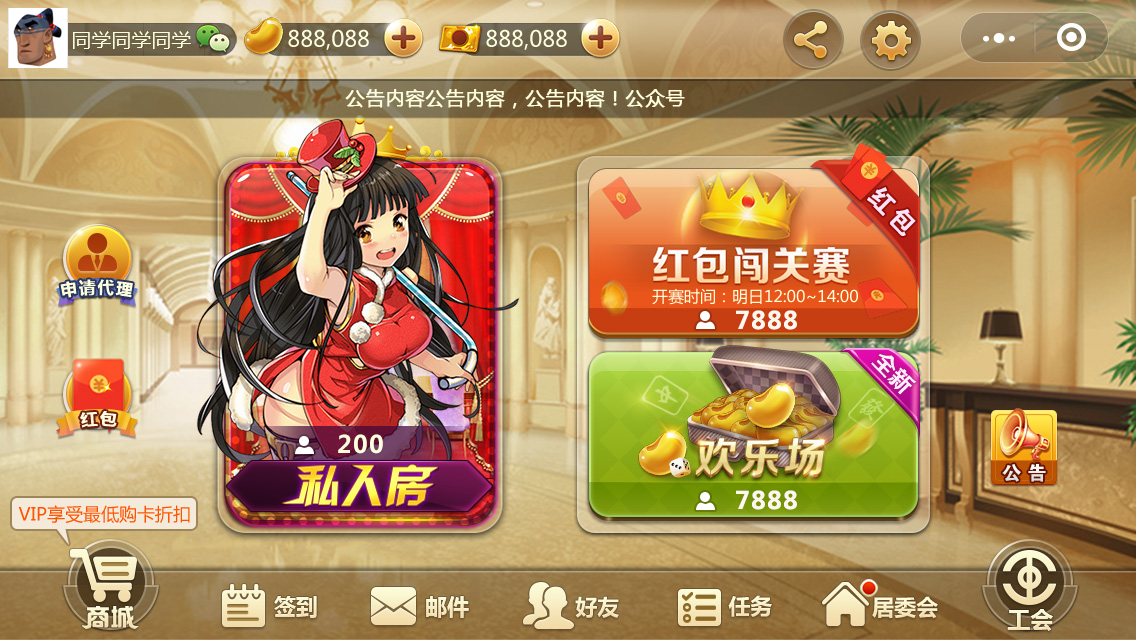 同学同学同学
888,088
888,088
公告内容公告内容，公告内容！公众号
申请代理
红包
200
私人房
红包
红包闯关赛
开赛时间：明日12:00~14:00
7888
全新
欢乐场
7888
公告
VIP享受最低购卡折扣
商城
签到
邮件
好友
任务
居委会
工会